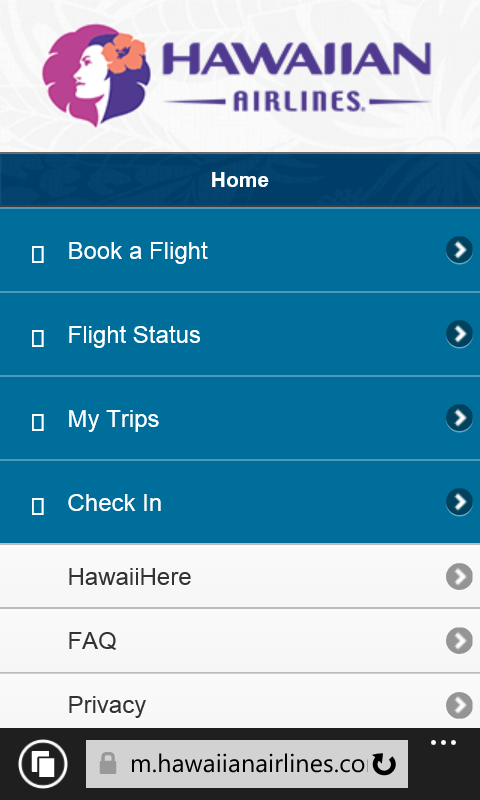 HAWAIIAN
AIRLINES®
Home
Book a Flight
Flight Status
My Trips
Check In
HawaiiHere
FAQ
Privacy
m.hawaiianairlines.co